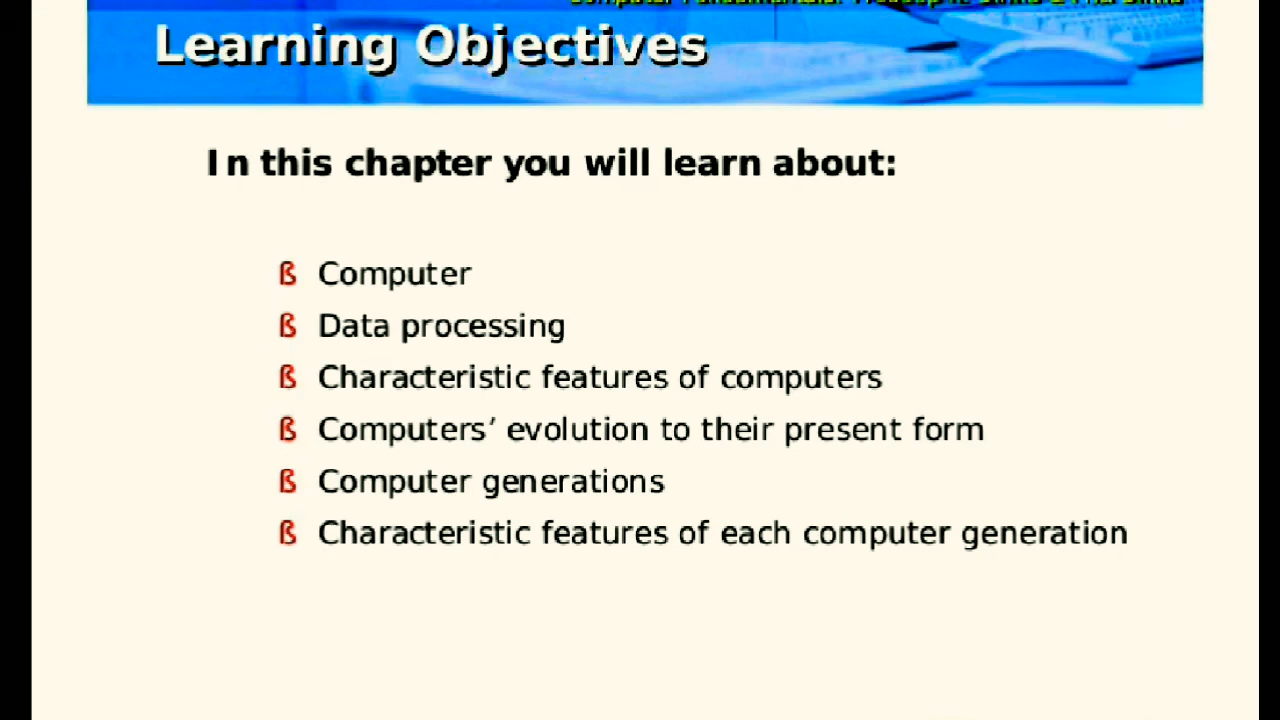 Learning Objectives
In this chapter you will learn about:
ß Computer
ß Data processing
ß Characteristic features of computers
ß Computers’ evolution to their present form
ß Computer generations
ß Characteristic features of each computer generation